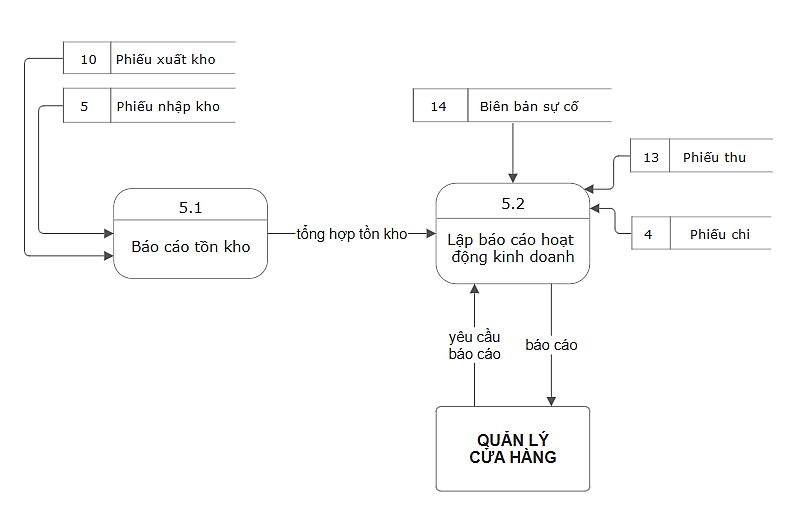 10 Phiếu xuất kho
5 Phiếu nhập kho
14 Biên bản sự cố
13 Phiếu thu
4 Phiếu chi
5.1
Báo cáo tồn kho
tổng hợp tồn kho
5.2
Lập báo cáo hoạt
động kinh doanh
yêu cầu
báo cáo
báo cáo
QUẢN LÝ
CỬA HÀNG